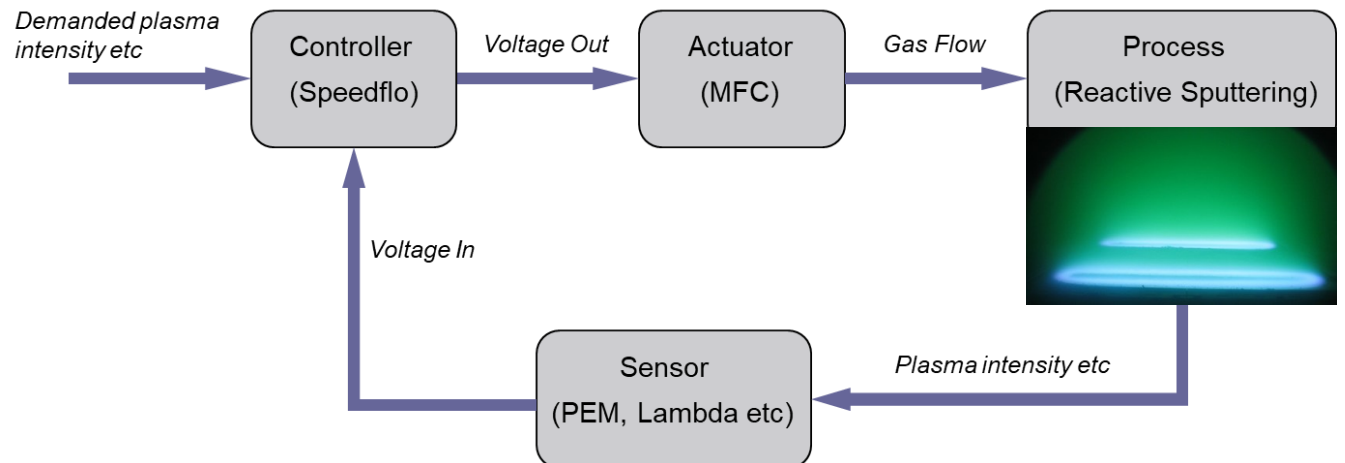 Demanded plasma
intensity etc
Controller
(Speedflo)
Voltage Out
Actuator
(MFC)
Gas Flow
Process
(Reactive Sputtering)
Voltage In
Sensor
(PEM, Lambda etc)
Plasma intensity etc